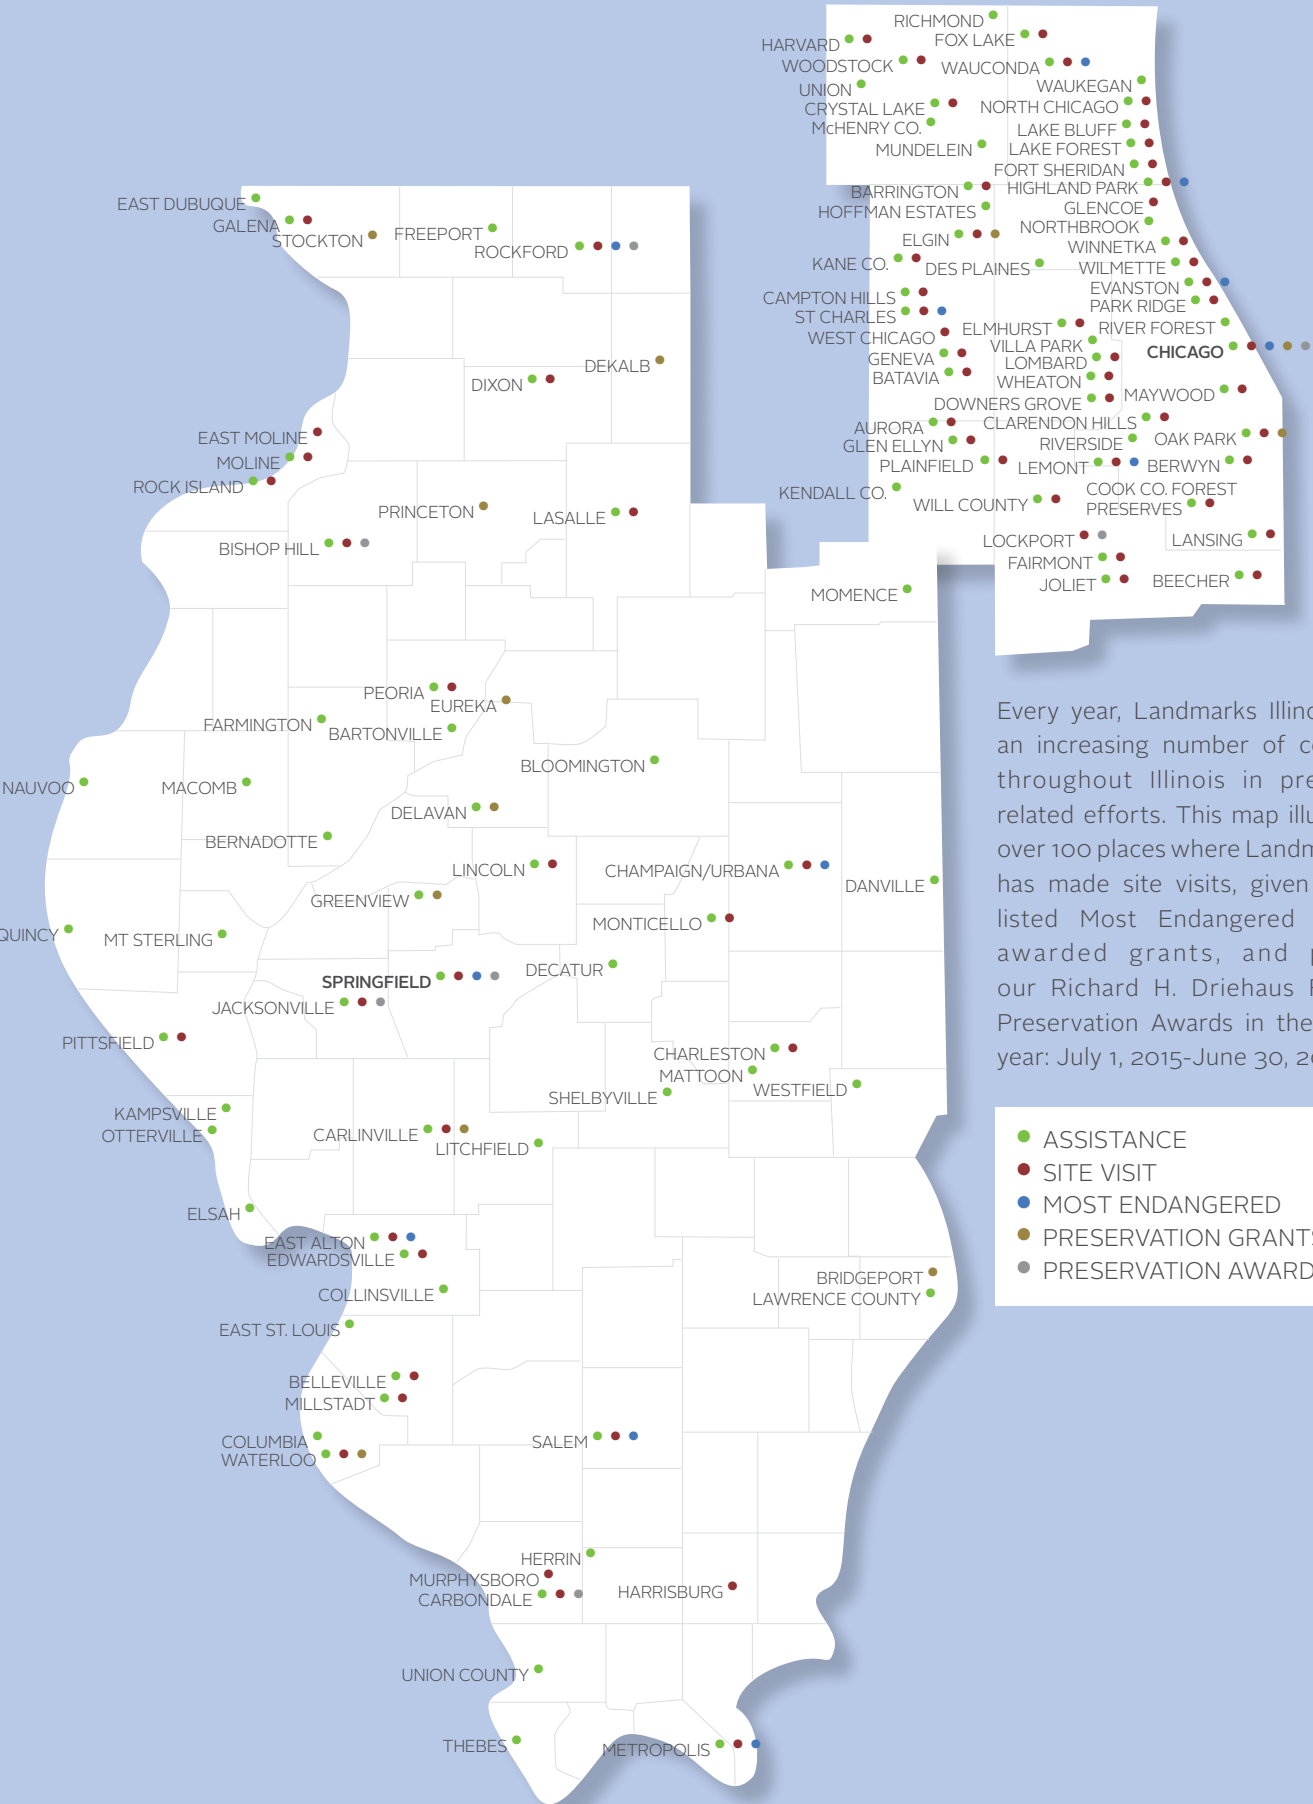 RICHMOND
FOX LAKE
HARVARD
WOODSTOCK
WAUCONDA
UNION
WAUKEGAN
CRYSTAL LAKE
NORTH CHICAGO
McHENRY CO.
LAKE BLUFF
MUNDELEIN
LAKE FOREST
FORT SHERIDAN
BARRINGTON
HIGHLAND PARK
HOFFMAN ESTATES
GLENCOE
NORTHBROOK
ELGIN
WINNETKA
KANE CO.
DES PLAINES
WILMETTE
EVANSTON
CAMPTON HILLS
PARK RIDGE
ST CHARLES
ELMHURST
RIVER FOREST
WEST CHICAGO
VILLA PARK
CHICAGO
GENEVA
LOMBARD
BATAVIA
WHEATON
MAYWOOD
DOWNERS GROVE
AURORA
CLARENDON HILLS
GLEN ELLYN
RIVERSIDE
OAK PARK
PLAINFIELD
LEMONT
BERWYN
KENDALL CO.
WILL COUNTY
COOK CO. FOREST
PRESERVES
LOCKPORT
LANSING
FAIRMONT
JOLIET
BEECHER
EAST DUBUQUE
GALENA
STOCKTON
FREEPORT
ROCKFORD
DEKALB
DIXON
EAST MOLINE
MOLINE
ROCK ISLAND
PRINCETON
LASALLE
BISHOP HILL
MOMENCE
PEORIA
EUREKA
FARMINGTON
BARTONVILLE
BLOOMINGTON
NAUVOO
MACOMB
DELAVAN
BERNADOTTE
LINCOLN
CHAMPAIGN/URBANA
DANVILLE
GREENVIEW
MONTICELLO
QUINCY
MT STERLING
DECATUR
SPRINGFIELD
JACKSONVILLE
PITTSFIELD
CHARLESTON
MATTOON
WESTFIELD
SHELBYVILLE
KAMPSVILLE
OTTERVILLE
CARLINVILLE
LITCHFIELD
ELSAH
EAST ALTON
EDWARDSVILLE
COLLINSVILLE
BRIDGEPORT
LAWRENCE COUNTY
EAST ST. LOUIS
BELLEVILLE
MILLSTADT
COLUMBIA
WATERLOO
SALEM
HERRIN
MURPHYSBORO
CARBONDALE
HARRISBURG
UNION COUNTY
THEBES
METROPOLIS
Every year, Landmarks
an increasing number of
throughout Illinois in
related efforts. This map
over 100 places where
has made site visits, given
listed Most Endangered
awarded grants, and
our Richard H. Driehaus
Preservation Awards in the
year: July 1, 2015-June 30,
ASSISTANCE
SITE VISIT
MOST ENDANGERED
PRESERVATION GRANTS
PRESERVATION AWARD